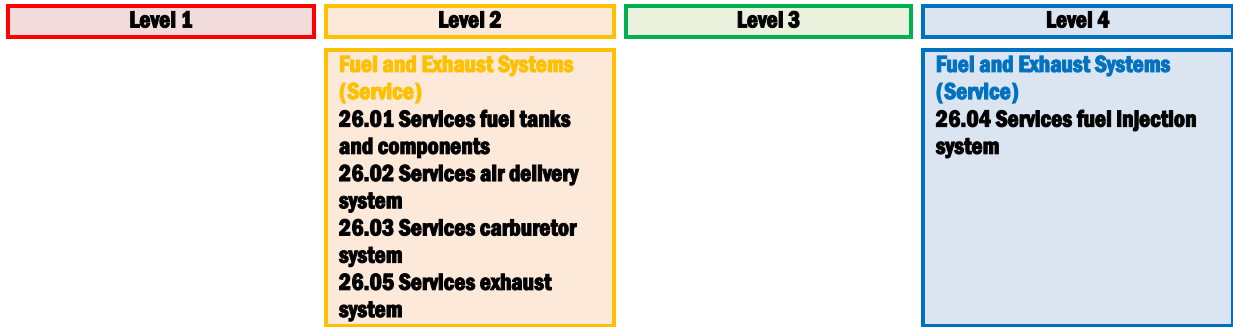 Level 1
Level 2
Level 3
Level 4
Fuel and Exhaust Systems
(Service)
26.01 Services fuel tanks
and components
26.02 Services air delivery
system
26.03 Services carburetor
system
26.05 Services exhaust
system
Fuel and Exhaust Systems
(Service)
26.04 Services fuel injection
system